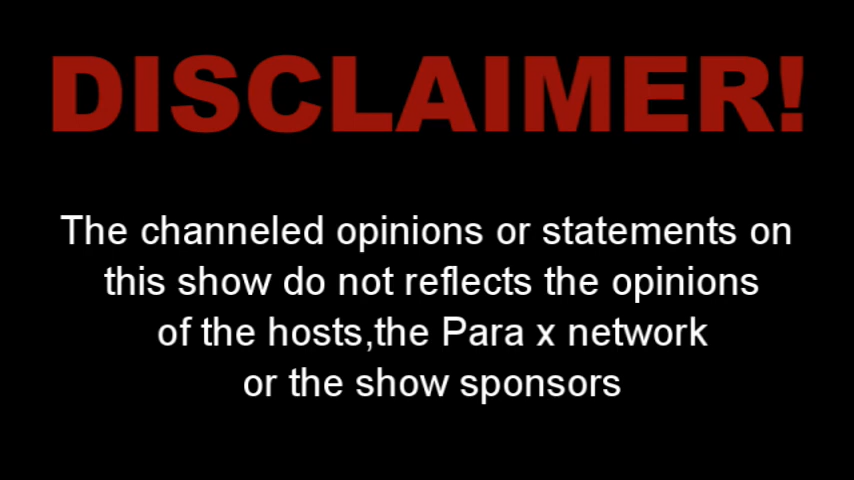 DISCLAIMER!
The channeled opinions or statements on
this show do not reflects the opinions
of the hosts,the Para x network
or the show sponsors